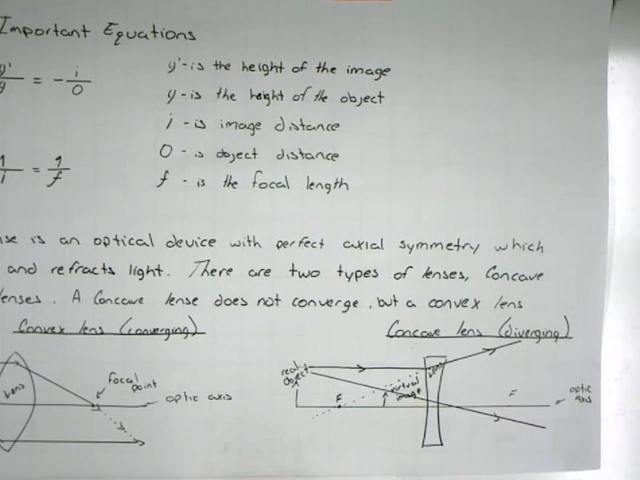 Important Equations
y'/y = - i/O
y' - is the height of the image
y - is the height of the object
i - is image distance
O - is object distance
1/i = 1/f
f - is the focal length
is an optical device with perfect axial symmetry which
and refracts light. There are two types of lenses, Concave
lenses. A Concave lense does not converge, but a convex lens
Convex lens (converging)
Concave lens (diverging)
Lens
focal point
optic axis
real object
F
virtual image
Lens
F
optic axis